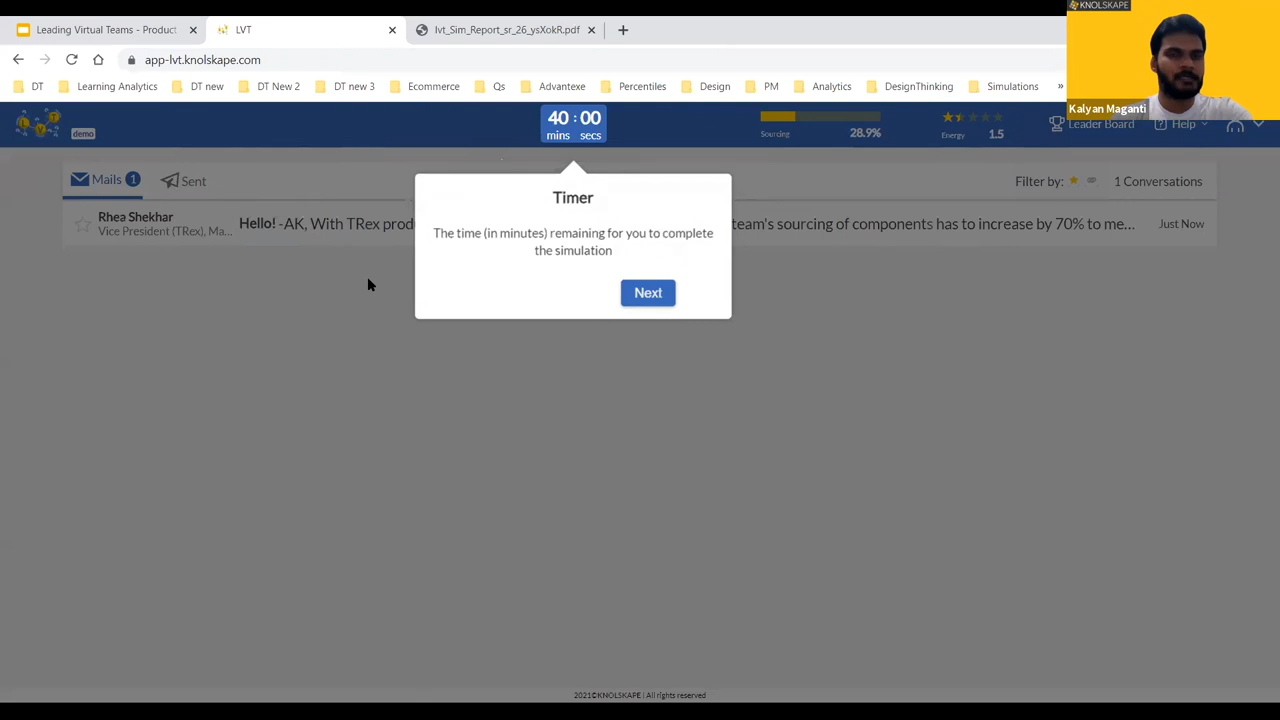 KNOLSKAPE
Leading Virtual Teams - Product
LVT
lvt_Sim_Report_sr_26_ysXokR.pdf
app-lvt.knolskape.com
DT
Learning Analytics
DT new
DT New 2
DT new 3
Ecommerce
Qs
Advantexe
Percentiles
Design
PM
Analytics
DesignThinking
Simulations
»
Kalyan Maganti
L V T
demo
40 : 00
mins secs
Sourcing 28.9%
Energy 1.5
Leader Board
Help
Mails 1
Sent
Filter by:
1 Conversations
Timer
The time (in minutes) remaining for you to complete
the simulation
Next
Rhea Shekhar
Vice President (TRex), Ma...
Hello! -AK, With TRex prod
team's sourcing of components has to increase by 70% to me...
Just Now
2021©KNOLSKAPE | All rights reserved